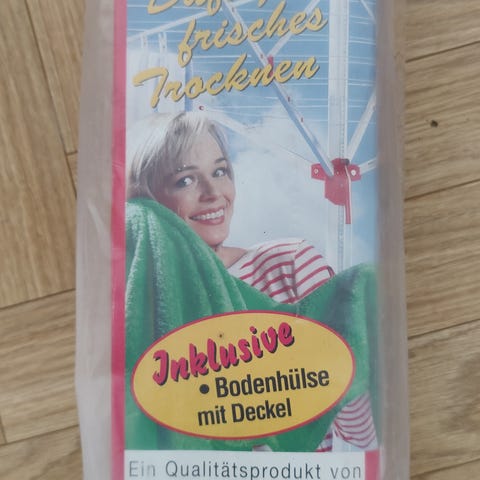 frisches
Trocknen
Inklusive
• Bodenhülse
mit Deckel
Ein Qualitätsprodukt von